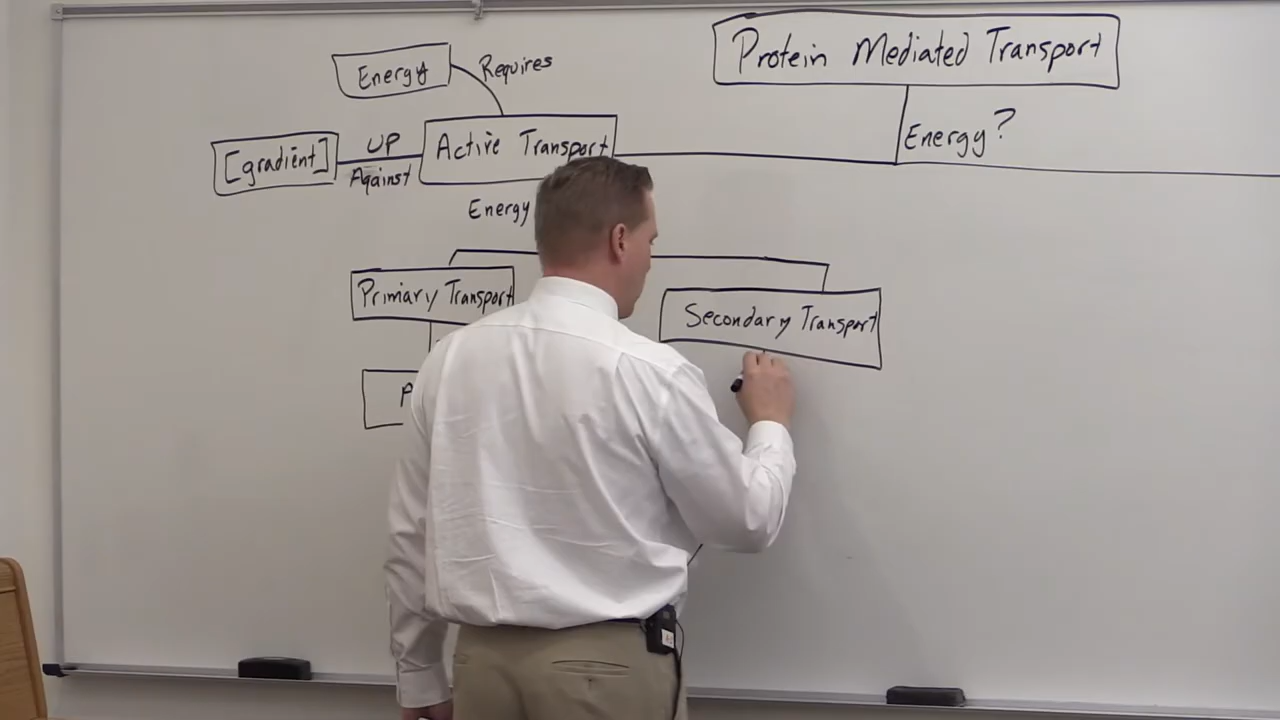 Protein Mediated Transport
Energy?
Energy
Requires
[gradient]
UP
Against
Active Transport
Energy
Primary Transport
Secondary Transport